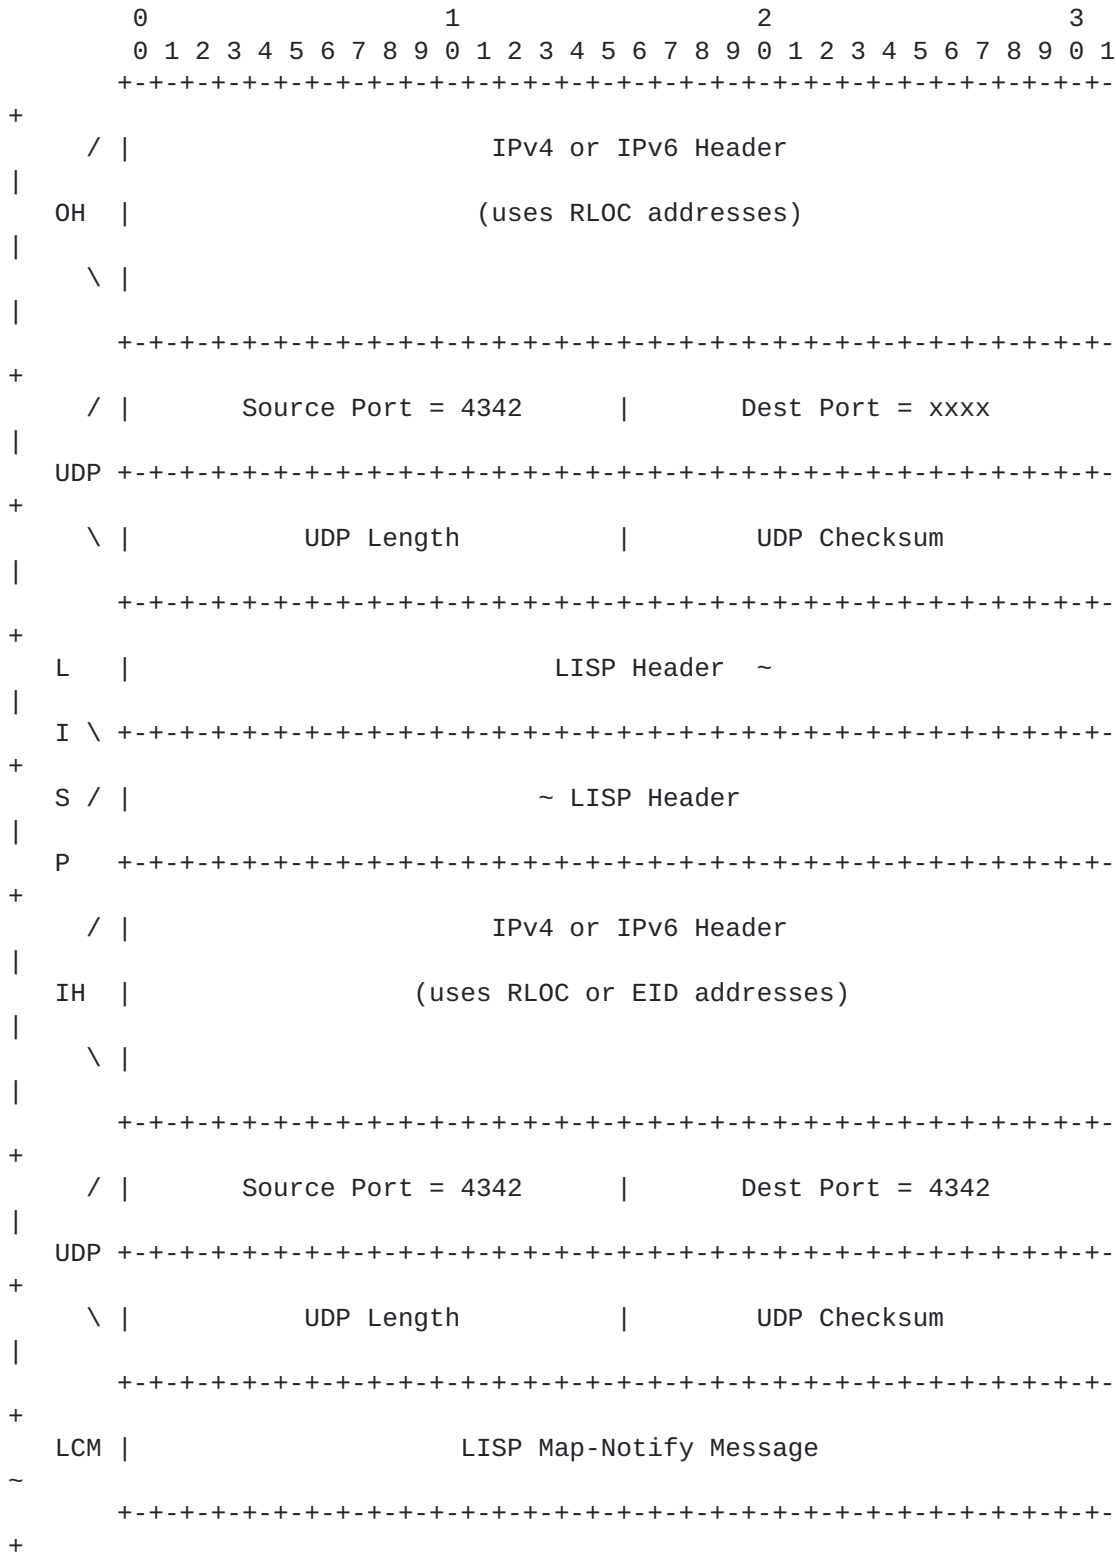 0                   1                   2                   3
        0 1 2 3 4 5 6 7 8 9 0 1 2 3 4 5 6 7 8 9 0 1 2 3 4 5 6 7 8 9 0 1
       +-+-+-+-+-+-+-+-+-+-+-+-+-+-+-+-+-+-+-+-+-+-+-+-+-+-+-+-+-+-+-+-
+
     / |                       IPv4 or IPv6 Header
|
   OH  |                      (uses RLOC addresses)
|
     \ |
|
       +-+-+-+-+-+-+-+-+-+-+-+-+-+-+-+-+-+-+-+-+-+-+-+-+-+-+-+-+-+-+-+-
+
     / |       Source Port = 4342      |       Dest Port = xxxx
|
   UDP +-+-+-+-+-+-+-+-+-+-+-+-+-+-+-+-+-+-+-+-+-+-+-+-+-+-+-+-+-+-+-+-
+
     \ |           UDP Length          |        UDP Checksum
|
       +-+-+-+-+-+-+-+-+-+-+-+-+-+-+-+-+-+-+-+-+-+-+-+-+-+-+-+-+-+-+-+-
+
   L   |                           LISP Header  ~
|
   I \ +-+-+-+-+-+-+-+-+-+-+-+-+-+-+-+-+-+-+-+-+-+-+-+-+-+-+-+-+-+-+-+-
+
   S / |                          ~ LISP Header
|
   P   +-+-+-+-+-+-+-+-+-+-+-+-+-+-+-+-+-+-+-+-+-+-+-+-+-+-+-+-+-+-+-+-
+
     / |                       IPv4 or IPv6 Header
|
   IH  |                  (uses RLOC or EID addresses)
|
     \ |
|
       +-+-+-+-+-+-+-+-+-+-+-+-+-+-+-+-+-+-+-+-+-+-+-+-+-+-+-+-+-+-+-+-
+
     / |       Source Port = 4342      |       Dest Port = 4342
|
   UDP +-+-+-+-+-+-+-+-+-+-+-+-+-+-+-+-+-+-+-+-+-+-+-+-+-+-+-+-+-+-+-+-
+
     \ |           UDP Length          |        UDP Checksum
|
       +-+-+-+-+-+-+-+-+-+-+-+-+-+-+-+-+-+-+-+-+-+-+-+-+-+-+-+-+-+-+-+-
+
   LCM |                     LISP Map-Notify Message
~
       +-+-+-+-+-+-+-+-+-+-+-+-+-+-+-+-+-+-+-+-+-+-+-+-+-+-+-+-+-+-+-+-
+